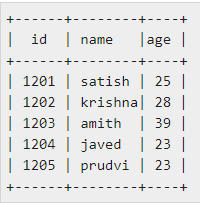 +------+--------+----+
|  id  | name   |age |
+------+--------+----+
| 1201 | satish | 25 |
| 1202 | krishna| 28 |
| 1203 | amith  | 39 |
| 1204 | javed  | 23 |
| 1205 | prudvi | 23 |
+------+--------+----+